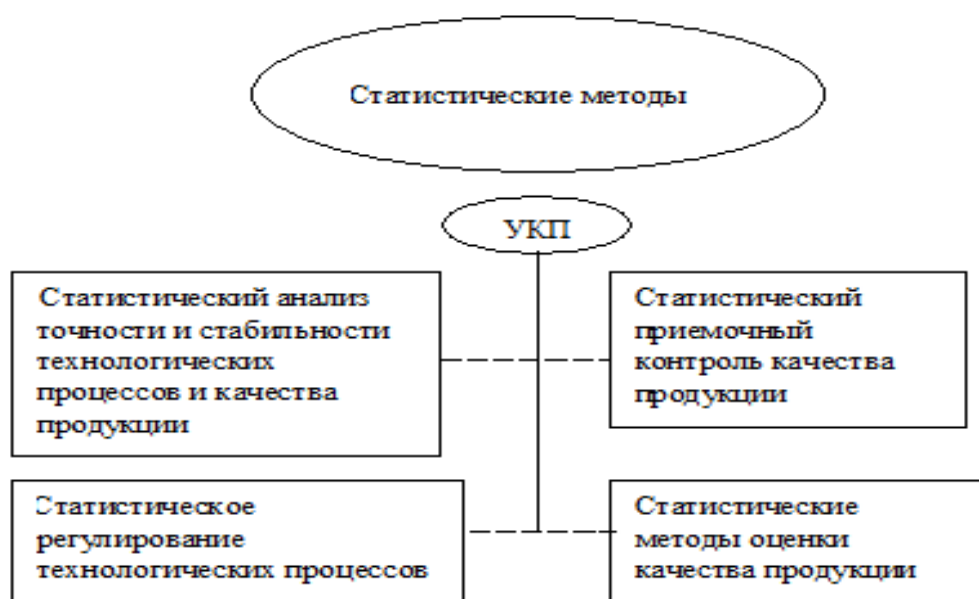 Статистические методы
УКП
Статистический анализ
точности и стабильности
технологических
процессов и качества
продукции
Статистический
приемочный
контроль качества
продукции
Статистическое
регулирование
технологических процессов
Статистические
методы оценки
качества продукции